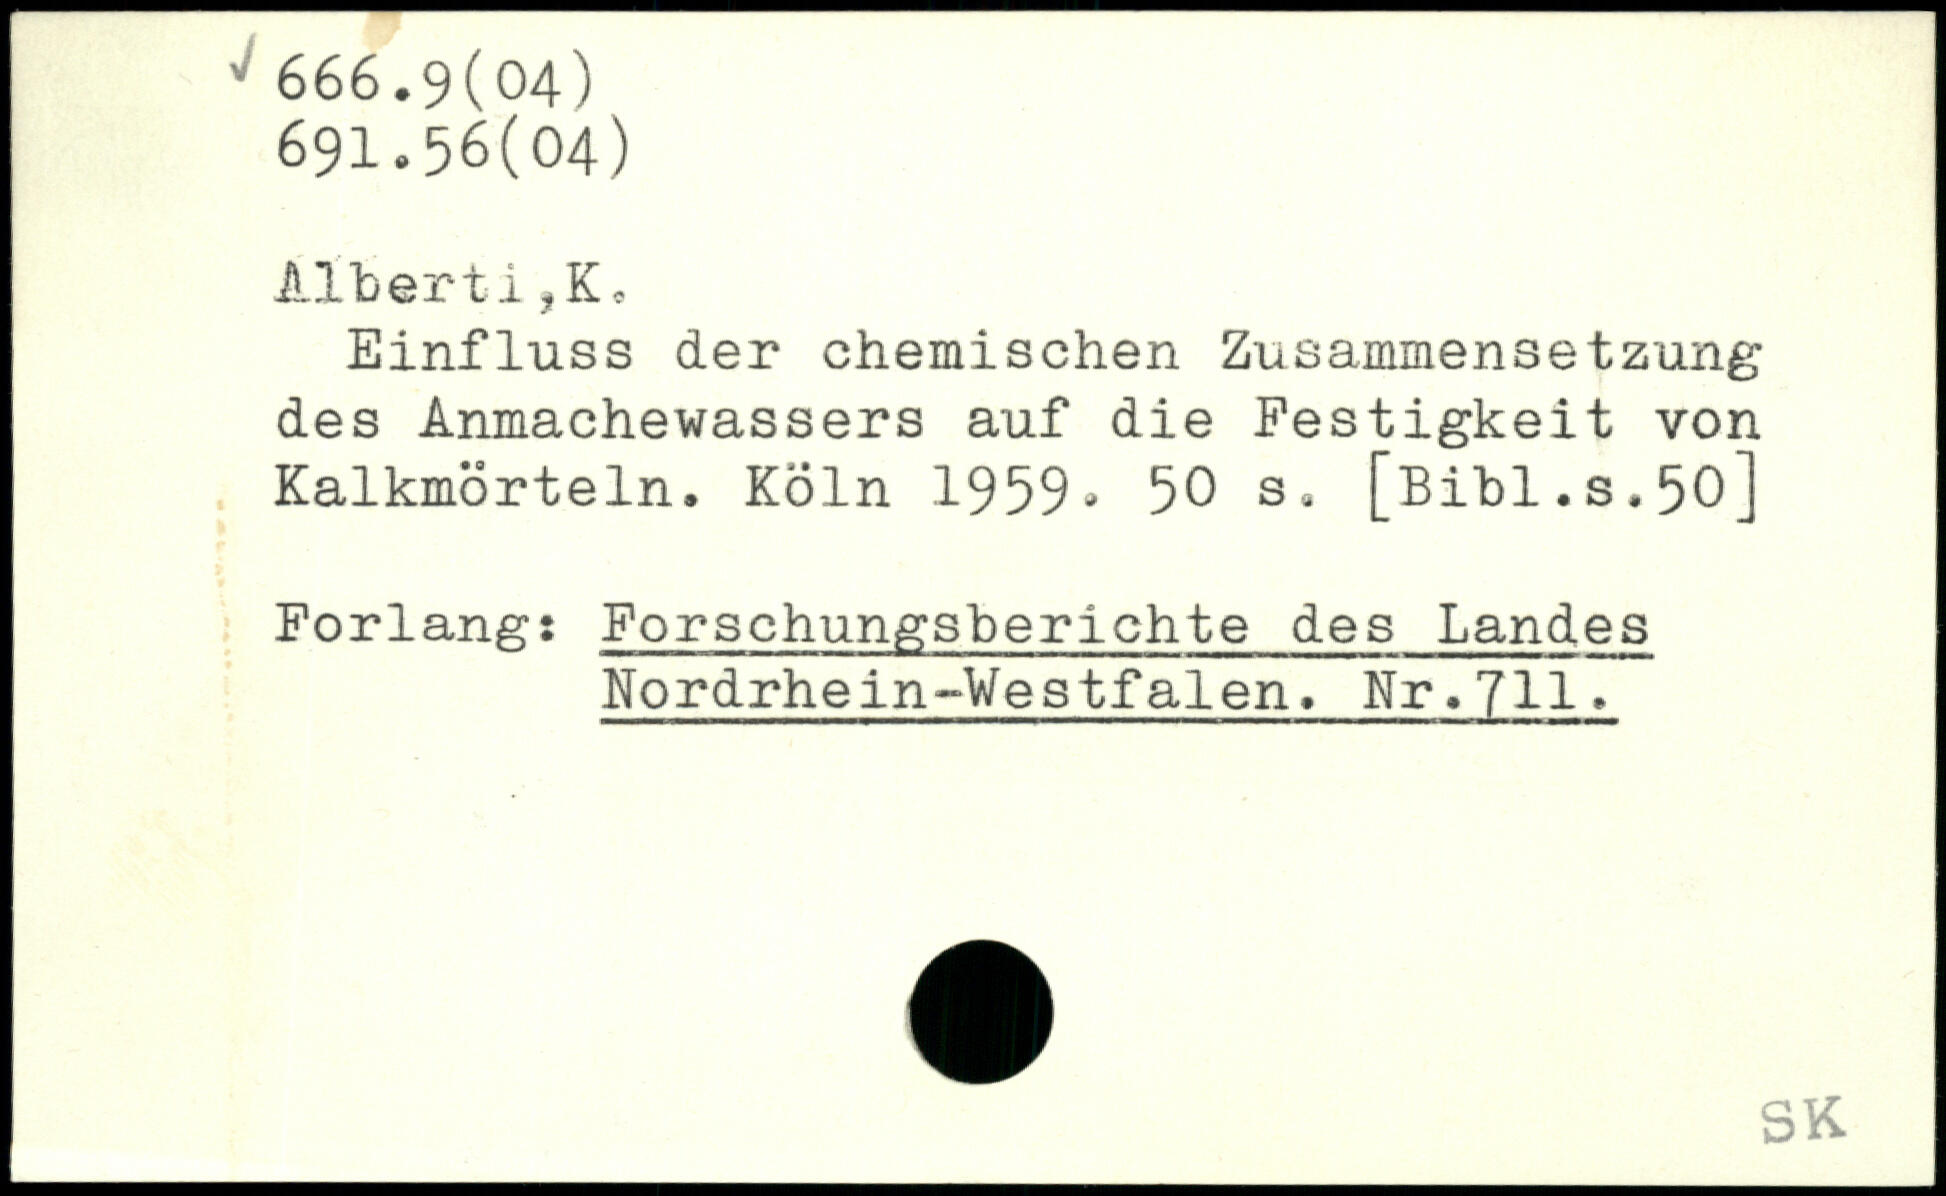 ✓ 666.9(04)
691.56(04)
Alberti,K.
Einfluss der chemischen Zusammensetzung
des Anmachewassers auf die Festigkeit von
Kalkmörteln. Köln 1959. 50 s. [Bibl.s.50]
Forlang: Forschungsberichte des Landes
Nordrhein-Westfalen. Nr.711.
SK